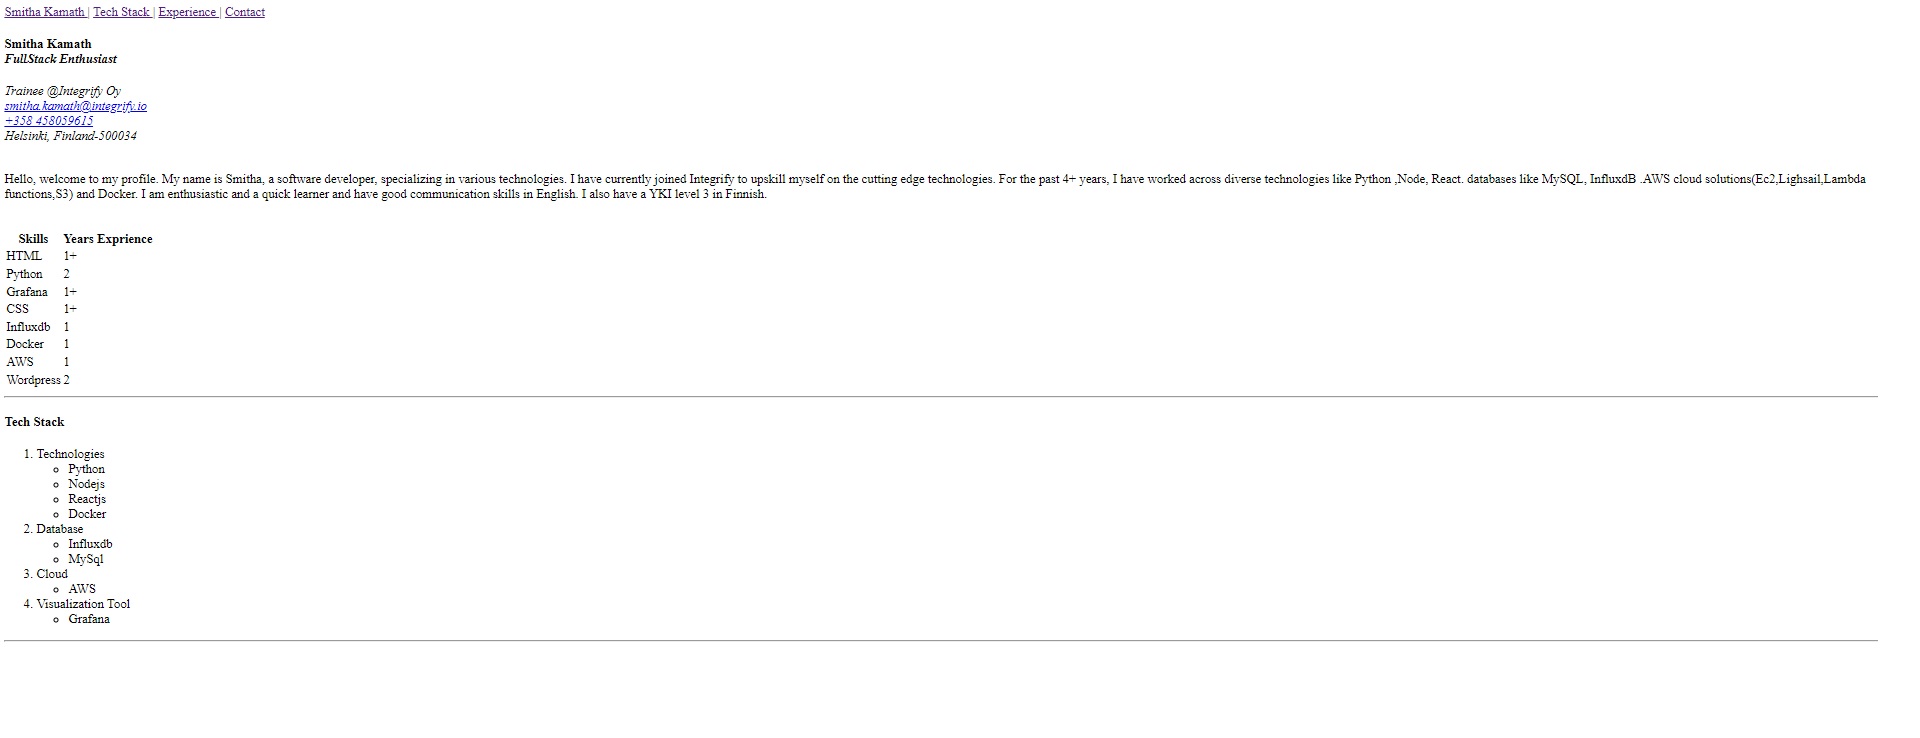 Smitha Kamath | Tech Stack | Experience | Contact
Smitha Kamath
FullStack Enthusiast
Trainee @Integrify Oy
smitha.kamath@integrify.io
+358 458059615
Helsinki, Finland-500034
Hello, welcome to my profile. My name is Smitha, a software developer, specializing in various technologies. I have currently joined Integrify to upskill myself on the cutting edge technologies. For the past 4+ years, I have worked across diverse technologies like Python ,Node, React. databases like MySQL, InfluxdB .AWS cloud solutions(Ec2,Lighsail,Lambda
functions,S3) and Docker. I am enthusiastic and a quick learner and have good communication skills in English. I also have a YKI level 3 in Finnish.
Skills Years Exprience
HTML 1+
Python 2
Grafana 1+
CSS 1+
Influxdb 1
Docker 1
AWS 1
Wordpress 2
Tech Stack
1. Technologies
Python
Nodejs
Reactjs
Docker
2. Database
Influxdb
MySql
3. Cloud
AWS
4. Visualization Tool
Grafana